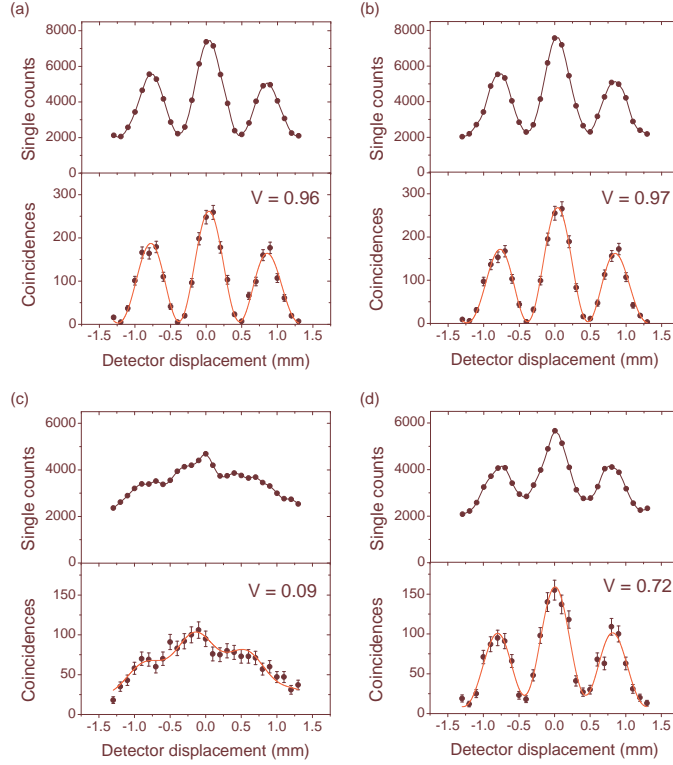 (a)
(b)
8000
6000
4000
2000
0
Single counts
8000
6000
4000
2000
0
Single counts
300
200
100
0
Coincidences
V = 0.96
300
200
100
0
Coincidences
V = 0.97
-1.5 -1.0 -0.5 0.0 0.5 1.0 1.5
-1.5 -1.0 -0.5 0.0 0.5 1.0 1.5
Detector displacement (mm)
Detector displacement (mm)
(c)
(d)
6000
4000
2000
0
Single counts
6000
4000
2000
0
Single counts
150
100
50
0
Coincidences
V = 0.09
150
100
50
0
Coincidences
V = 0.72
-1.5 -1.0 -0.5 0.0 0.5 1.0 1.5
-1.5 -1.0 -0.5 0.0 0.5 1.0 1.5
Detector displacement (mm)
Detector displacement (mm)